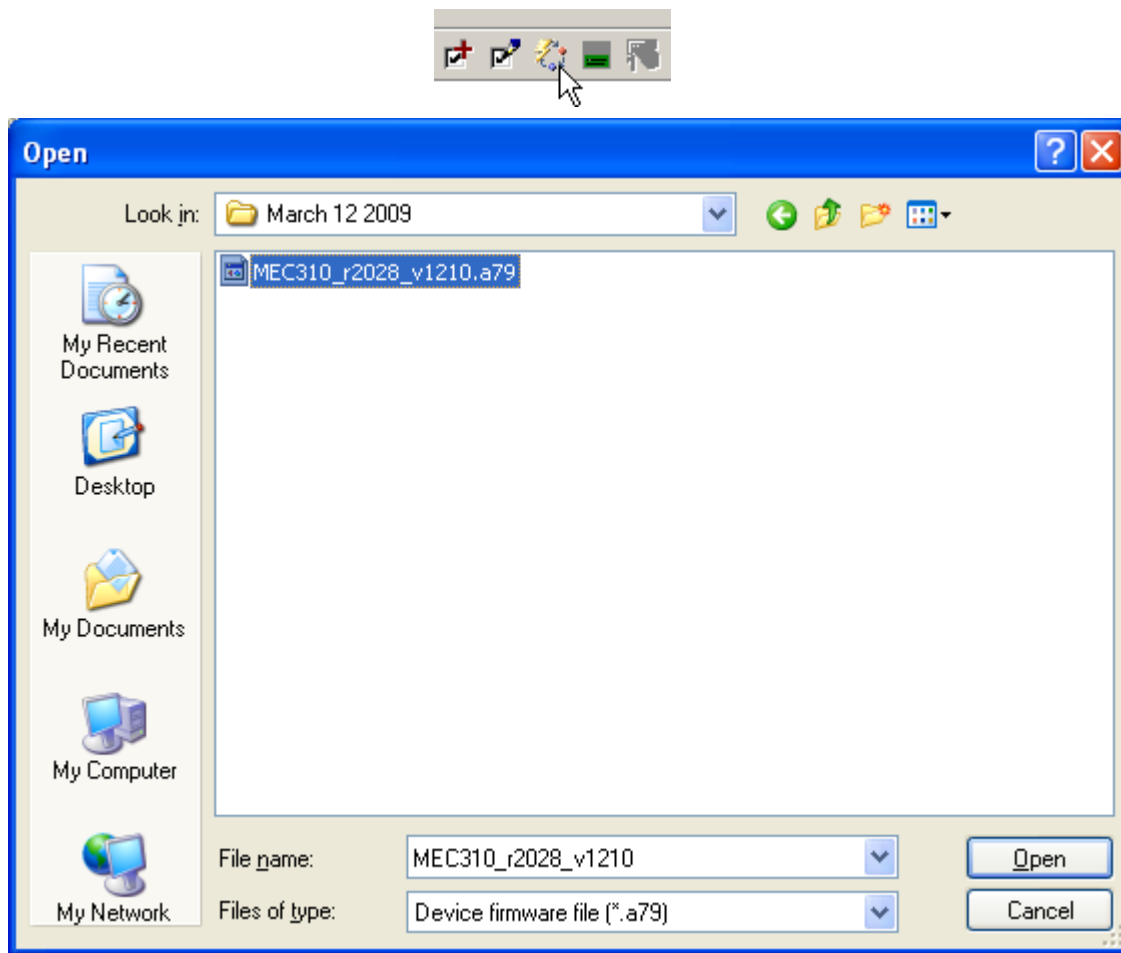 Open
Look in:
March 12 2009
MEC310_r2028_v1210.a79
My Recent
Documents
Desktop
My Documents
My Computer
My Network
File name:
MEC310_r2028_v1210
Open
Files of type:
Device firmware file (*.a79)
Cancel